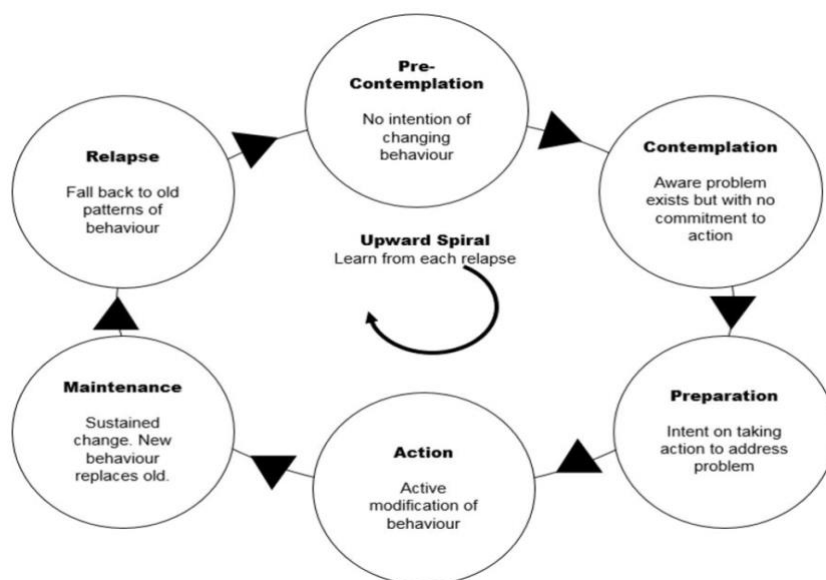 Pre-
Contemplation
No intention of
changing
behaviour
Contemplation
Aware problem
exists but with no
commitment to
action
Preparation
Intent on taking
action to address
problem
Action
Active
modification of
behaviour
Maintenance
Sustained
change. New
behaviour
replaces old.
Relapse
Fall back to old
patterns of
behaviour
Upward Spiral
Learn from each relapse